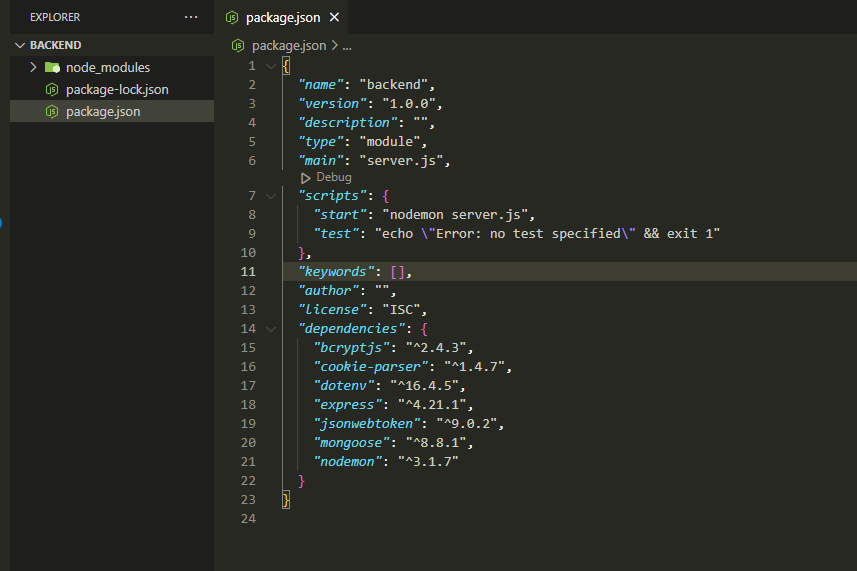 EXPLORER
BACKEND
node_modules
package-lock.json
package.json
package.json
package.json > ...
1 {
2 "name": "backend",
3 "version": "1.0.0",
4 "description": "",
5 "type": "module",
6 "main": "server.js",
Debug
7 "scripts": {
8 "start": "nodemon server.js",
9 "test": "echo \"Error: no test specified\" && exit 1"
10 },
11 "keywords": [],
12 "author": "",
13 "license": "ISC",
14 "dependencies": {
15 "bcryptjs": "^2.4.3",
16 "cookie-parser": "^1.4.7",
17 "dotenv": "^16.4.5",
18 "express": "^4.21.1",
19 "jsonwebtoken": "^9.0.2",
20 "mongoose": "^8.8.1",
21 "nodemon": "^3.1.7"
22 }
23 }
24